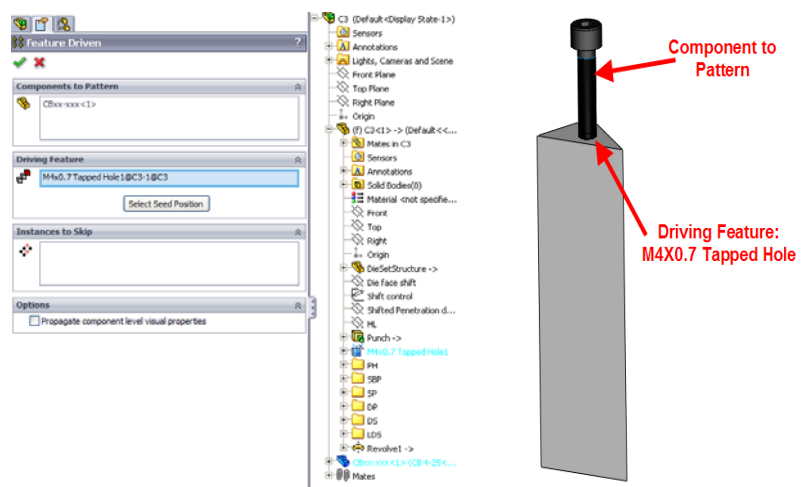 Feature Driven
?
Components to Pattern
CBxx-xxx<1>
Driving Feature
M4x0.7 Tapped Hole1@C3-1@C3
Select Seed Position
Instances to Skip
Options
Propagate component level visual properties
C3 (Default<Display State-1>)
Sensors
Annotations
Lights, Cameras and Scene
Front Plane
Top Plane
Right Plane
Origin
(f) C3<1> -> (Default<<...
Mates in C3
Sensors
Annotations
Solid Bodies(8)
Material <not specifie...
Front
Top
Right
Origin
DieSetStructure ->
Die face shift
Shift control
Shifted Penetration d...
HL
Punch ->
M4x0.7 Tapped Hole1
PH
SBP
SP
DP
DS
LDS
Revolve1 ->
CBxx-xxx<1> (CB 4-25<...
Mates
Component to
Pattern
Driving Feature:
M4X0.7 Tapped Hole